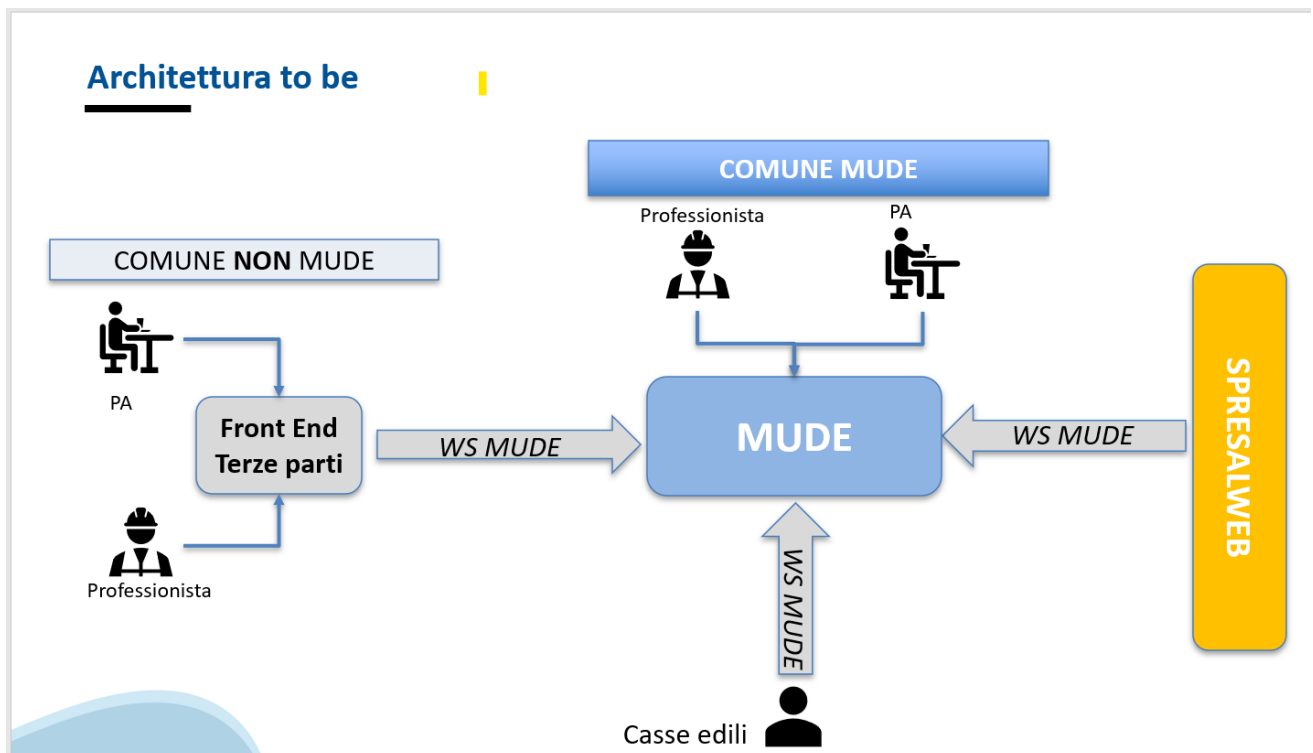 Architettura to be
COMUNE MUDE
Professionista
PA
COMUNE NON MUDE
PA
Front End
Terze parti
Professionista
WS MUDE
MUDE
WS MUDE
SPRESALWEB
WS MUDE
Casse edili